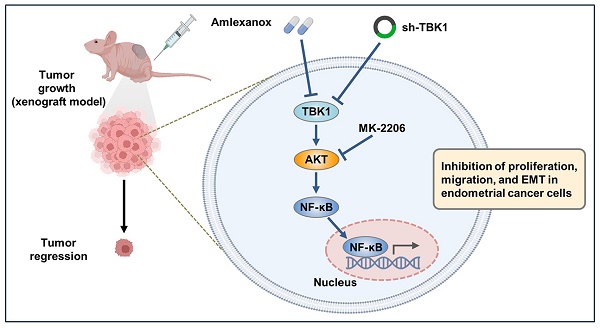 Amlexanox
sh-TBK1
Tumor
growth
(xenograft model)
TBK1
MK-2206
AKT
Inhibition of proliferation,
migration, and EMT in
endometrial cancer cells
NF-κB
NF-κB
Tumor
regression
Nucleus